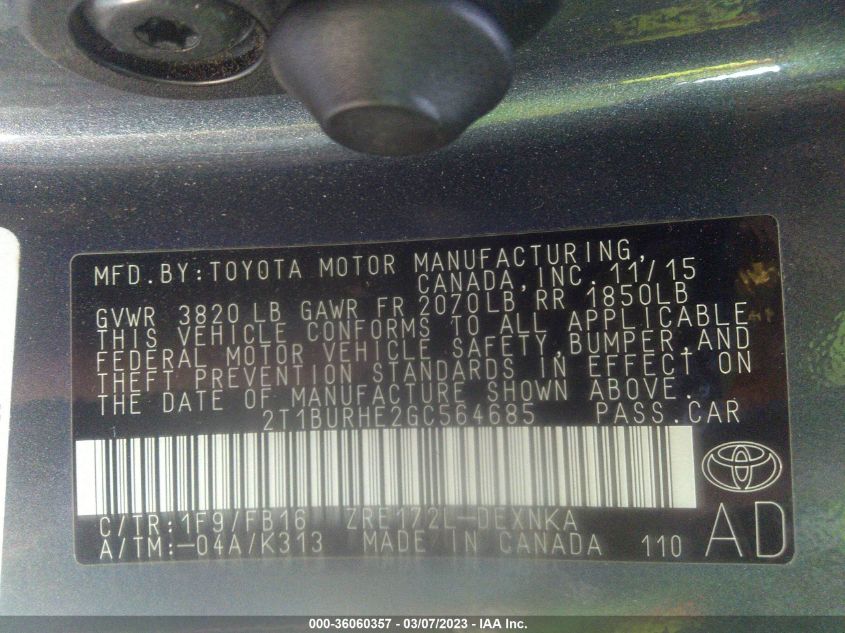 MFD.BY:TOYOTA MOTOR MANUFACTURING,
CANADA,INC. 11/15
GVWR 3820 LB GAWR FR 2070LB RR 1850LB
THIS VEHICLE CONFORMS TO ALL APPLICABLE
FEDERAL MOTOR VEHICLE SAFETY,BUMPER,AND
THEFT PREVENTION STANDARDS IN EFFECT ON
THE DATE OF MANUFACTURE SHOWN ABOVE.
2T1BURHE2GC564685 PASS.CAR
C/TR:1F9/FB16 ZRE172L-DEXNKA
A/TM:-04A/K313 MADE IN CANADA 110 AD
000-36060357 - 03/07/2023 - IAA Inc.